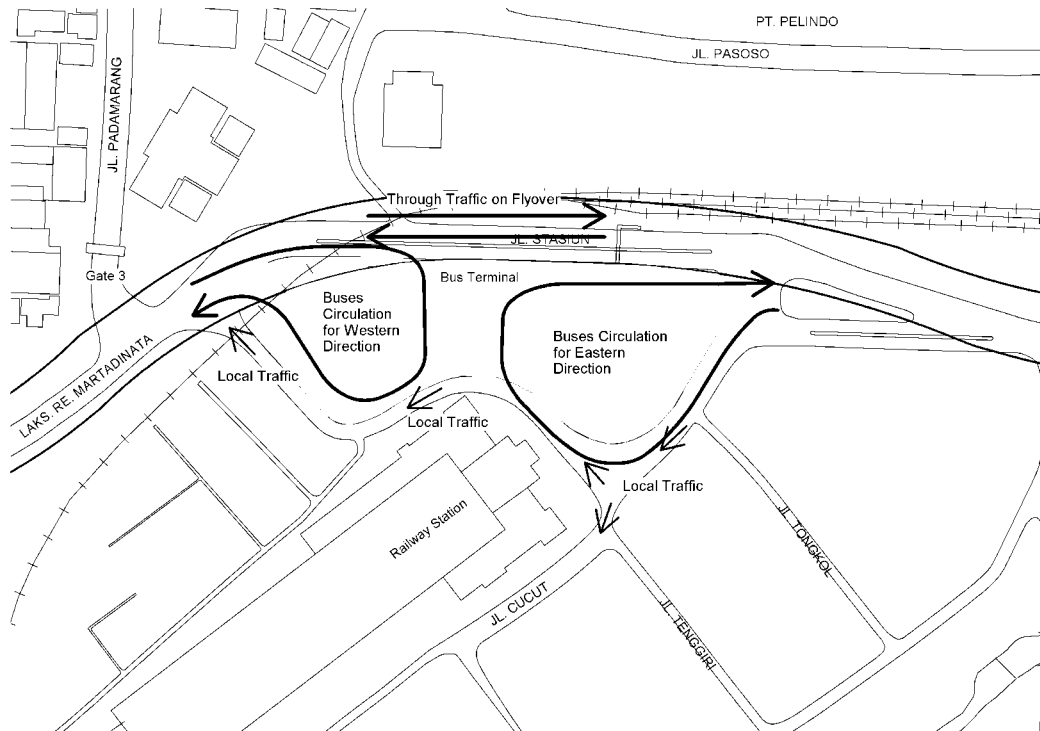 PT. PELINDO
JL. PASOSO
JL. PADAMARANG
Through Traffic on Flyover
JL. STASIUN
Gate 3
Bus Terminal
Buses
Circulation
for Western
Direction
Buses Circulation
for Eastern
Direction
LAKS. RE. MARTADINATA
Local Traffic
Local Traffic
Local Traffic
Railway Station
JL. TONGKOL
JL. CUCUT
JL. TENGGIRI